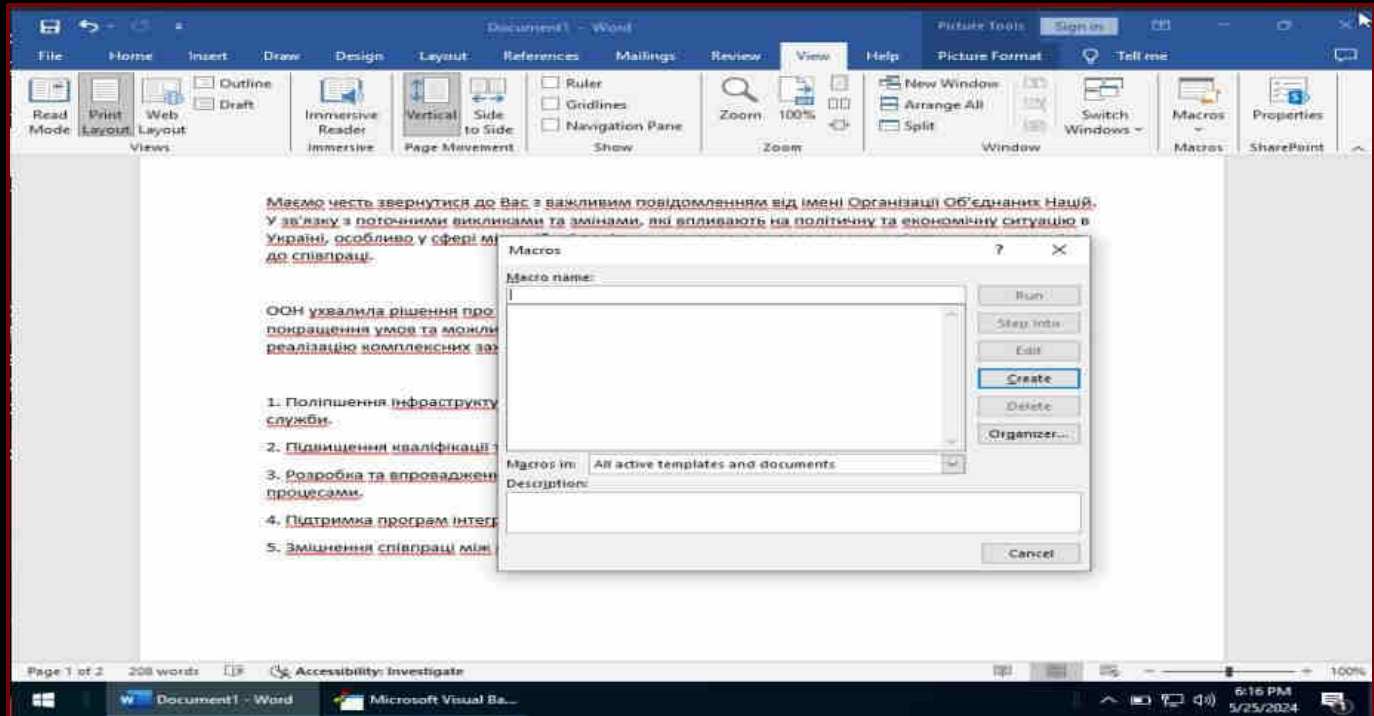 Document1 - Word
Picture Tools
Sign in
File Home Insert Draw Design Layout References Mailings Review View Help Picture Format Tell me
Read Mode
Print Layout
Web Layout
Outline
Draft
Views
Immersive Reader
Immersive
Vertical
Side to Side
Page Movement
Ruler
Gridlines
Navigation Pane
Show
Zoom
100%
Zoom
New Window
Arrange All
Split
Switch Windows
Window
Macros
Macros
Properties
SharePoint
Маємо честь звернутися до Вас з важливим повідомленням від імені Організації Об'єднаних Націй.
У зв'язку з поточними викликами та змінами, які впливають на політичну та економічну ситуацію в
Україні, особливо у сфері
до співпраці.
ООН ухвалила рішення про
покращення умов та
реалізацію комплексних
1. Поліпшення
служби.
2. Підвищення кваліфікації
3. Розробка та
процесами.
4. Підтримка програм
5. Зміцнення співпраці між
Macros
? ×
Macro name:
Run
Step Into
Edit
Create
Delete
Organizer...
Macros in: All active templates and documents
Description:
Cancel
Page 1 of 2 208 words Accessibility: Investigate 100%
Document1 - Word
Microsoft Visual Ba...
6:16 PM
5/25/2024